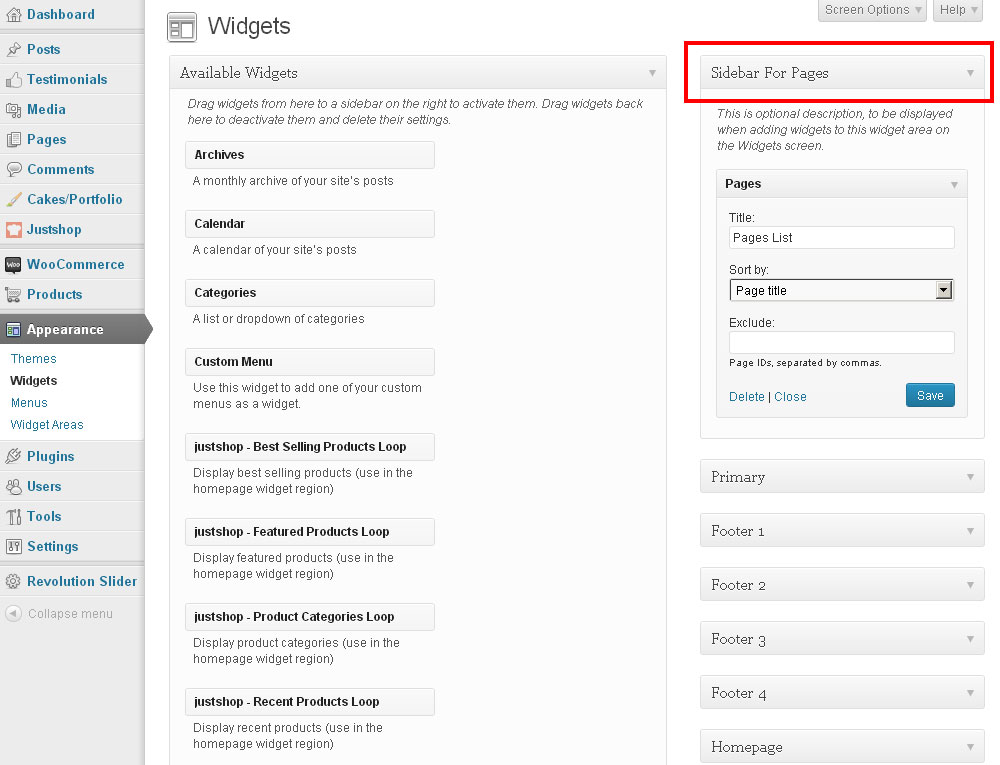 Dashboard
Posts
Testimonials
Media
Pages
Comments
Cakes/Portfolio
Justshop
Woo
WooCommerce
Products
Appearance
Themes
Widgets
Menus
Widget Areas
Plugins
Users
Tools
Settings
Revolution Slider
Collapse menu
Screen Options
Help
Widgets
Available Widgets
Drag widgets from here to a sidebar on the right to activate them. Drag widgets back
here to deactivate them and delete their settings.
Archives
A monthly archive of your site's posts
Calendar
A calendar of your site's posts
Categories
A list or dropdown of categories
Custom Menu
Use this widget to add one of your custom
menus as a widget.
justshop - Best Selling Products Loop
Display best selling products (use in the
homepage widget region)
justshop - Featured Products Loop
Display featured products (use in the
homepage widget region)
justshop - Product Categories Loop
Display product categories (use in the
homepage widget region)
justshop - Recent Products Loop
Display recent products (use in the
homepage widget region)
Sidebar For Pages
This is optional description, to be displayed
when adding widgets to this widget area on
the Widgets screen.
Pages
Title:
Pages List
Sort by:
Page title
Exclude:
Page IDs, separated by commas.
Delete | Close
Save
Primary
Footer 1
Footer 2
Footer 3
Footer 4
Homepage